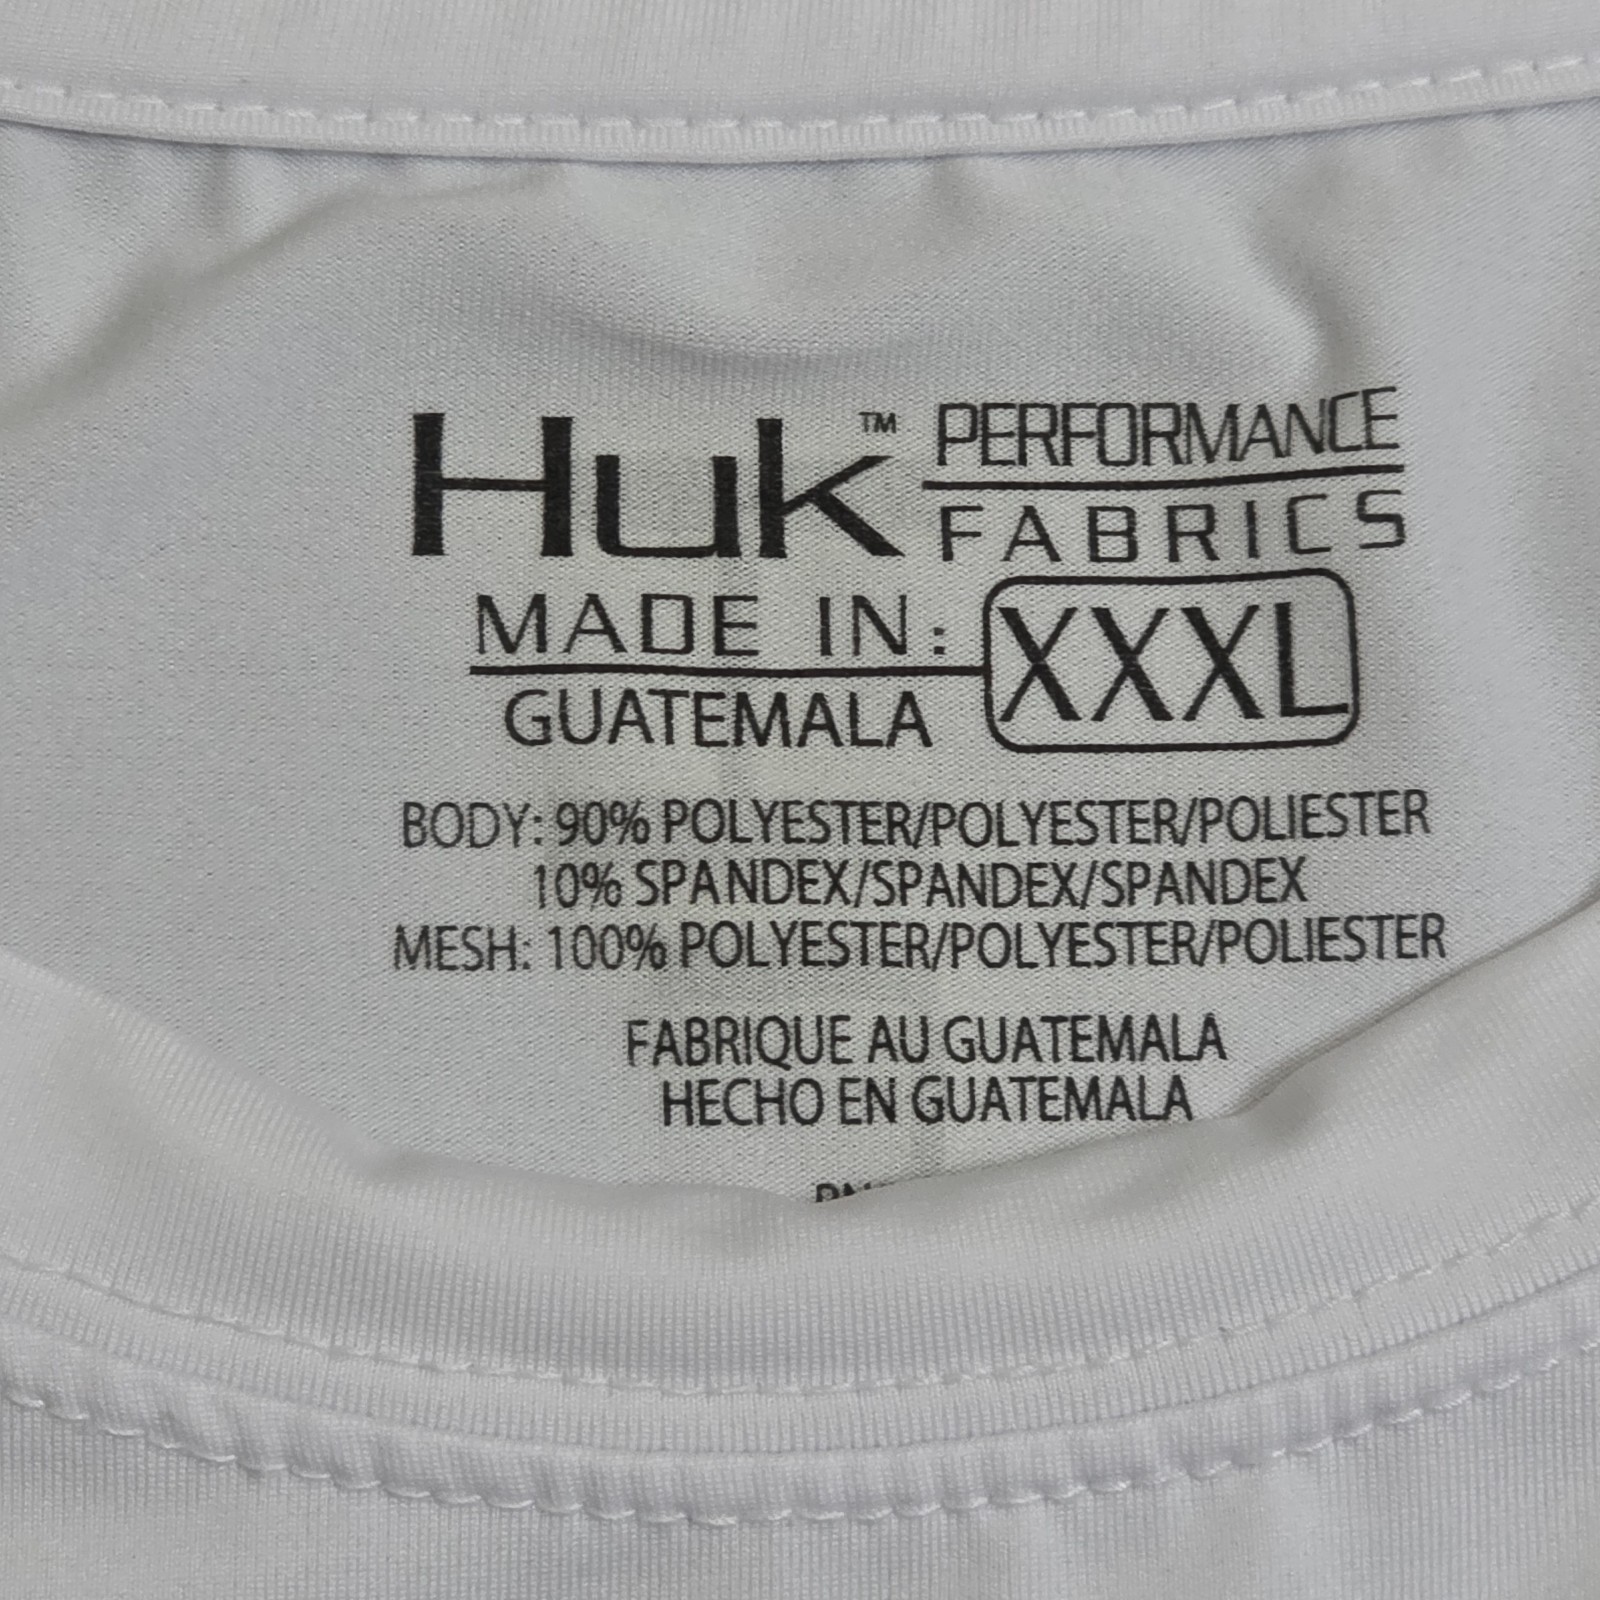 Huk™ PERFORMANCE
FABRICS
MADE IN:
GUATEMALA
XXXL
BODY: 90% POLYESTER/POLYESTER/POLIESTER
10% SPANDEX/SPANDEX/SPANDEX
MESH: 100% POLYESTER/POLYESTER/POLIESTER
FABRIQUE AU GUATEMALA
HECHO EN GUATEMALA